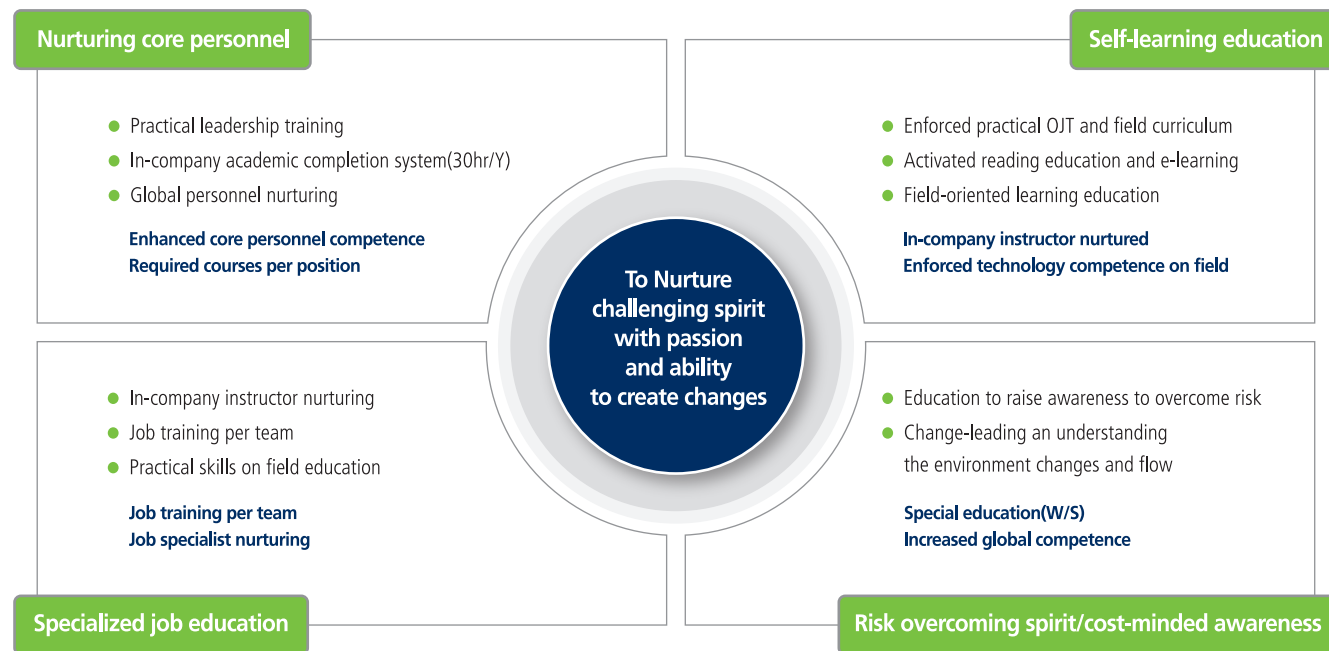 Nurturing core personnel
Practical leadership training
In-company academic completion system(30hr/Y)
Global personnel nurturing
Enhanced core personnel competence
Required courses per position
Self-learning education
Enforced practical OJT and field curriculum
Activated reading education and e-learning
Field-oriented learning education
In-company instructor nurtured
Enforced technology competence on field
To Nurture
challenging spirit
with passion
and ability
to create changes
In-company instructor nurturing
Job training per team
Practical skills on field education
Job training per team
Job specialist nurturing
Specialized job education
Education to raise awareness to overcome risk
Change-leading an understanding
the environment changes and flow
Special education(W/S)
Increased global competence
Risk overcoming spirit/cost-minded awareness